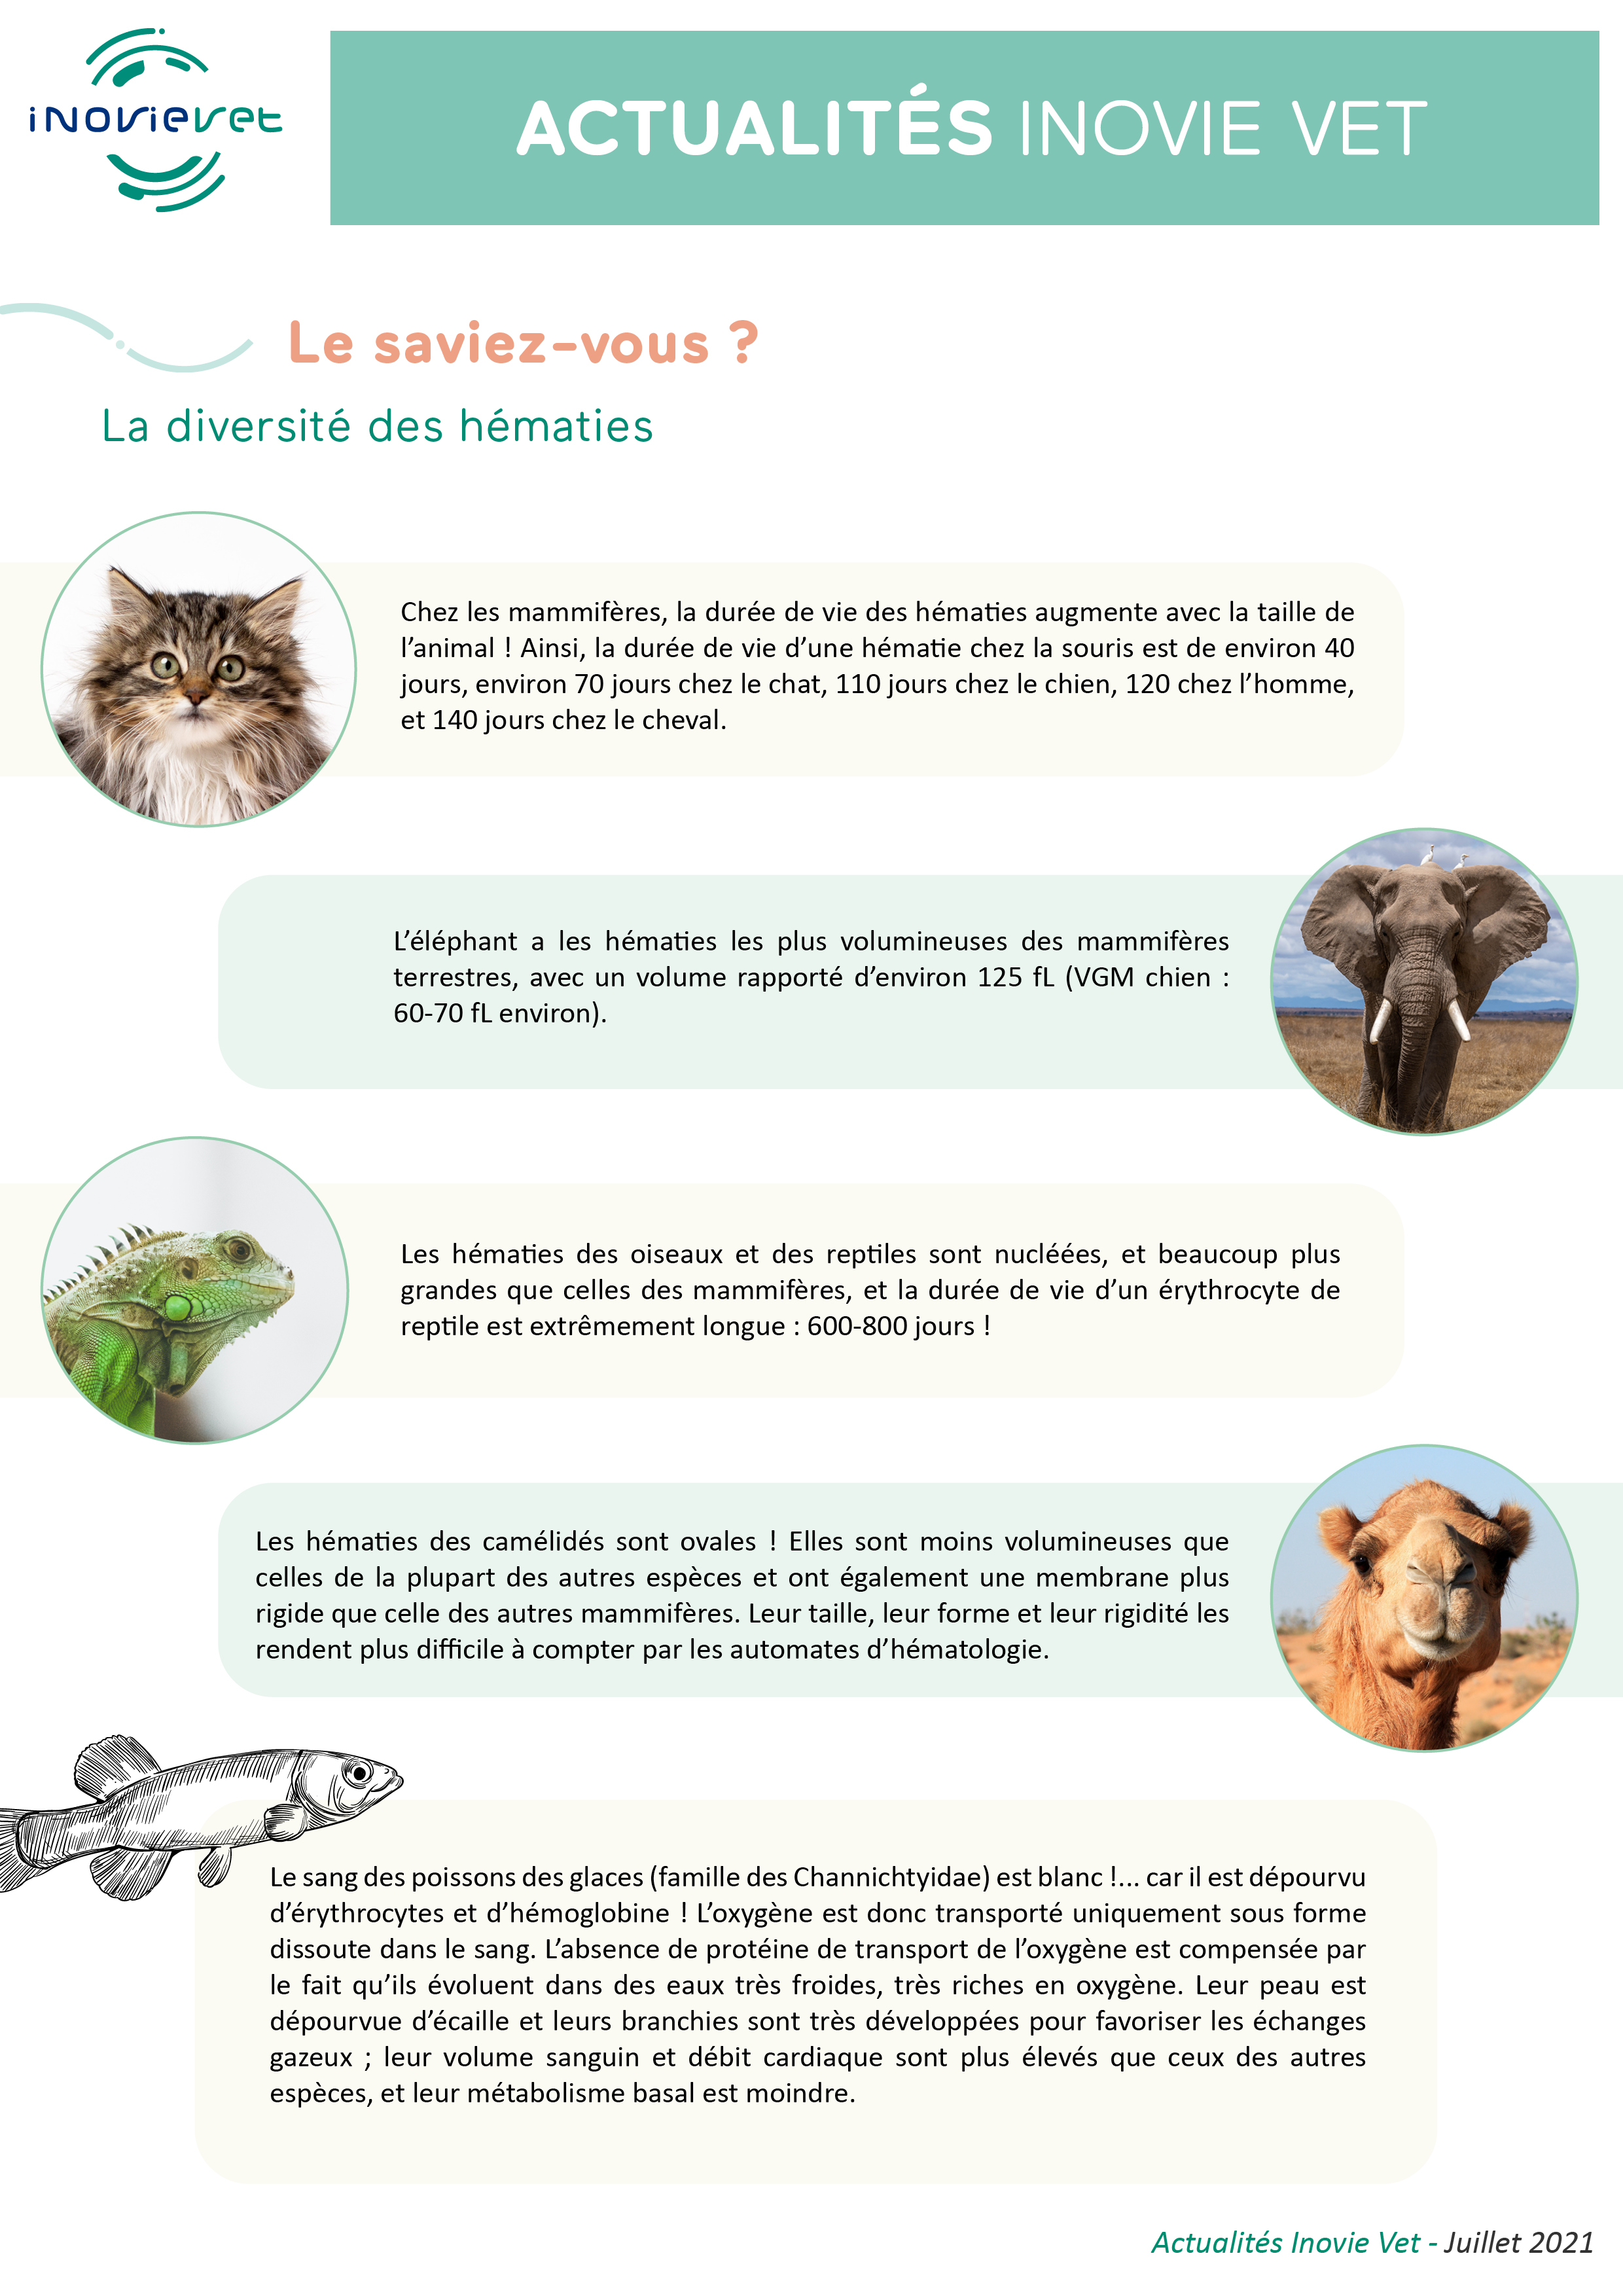 iNovievet
ACTUALITÉS INOVIE VET
Le saviez-vous ?
La diversité des hématies
Chez les mammifères, la durée de vie des hématies augmente avec la taille de
l’animal ! Ainsi, la durée de vie d’une hématie chez la souris est de environ 40
jours, environ 70 jours chez le chat, 110 jours chez le chien, 120 chez l’homme,
et 140 jours chez le cheval.
L’éléphant a les hématies les plus volumineuses des mammifères
terrestres, avec un volume rapporté d’environ 125 fL (VGM chien :
60-70 fL environ).
Les hématies des oiseaux et des reptiles sont nucléées, et beaucoup plus
grandes que celles des mammifères, et la durée de vie d’un érythrocyte de
reptile est extrêmement longue : 600-800 jours !
Les hématies des camélidés sont ovales ! Elles sont moins volumineuses que
celles de la plupart des autres espèces et ont également une membrane plus
rigide que celle des autres mammifères. Leur taille, leur forme et leur rigidité les
rendent plus difficile à compter par les automates d’hématologie.
Le sang des poissons des glaces (famille des Channichtyidae) est blanc !... car il est dépourvu
d’érythrocytes et d’hémoglobine ! L’oxygène est donc transporté uniquement sous forme
dissoute dans le sang. L’absence de protéine de transport de l’oxygène est compensée par
le fait qu’ils évoluent dans des eaux très froides, très riches en oxygène. Leur peau est
dépourvue d’écaille et leurs branchies sont très développées pour favoriser les échanges
gazeux ; leur volume sanguin et débit cardiaque sont plus élevés que ceux des autres
espèces, et leur métabolisme basal est moindre.
Actualités Inovie Vet - Juillet 2021